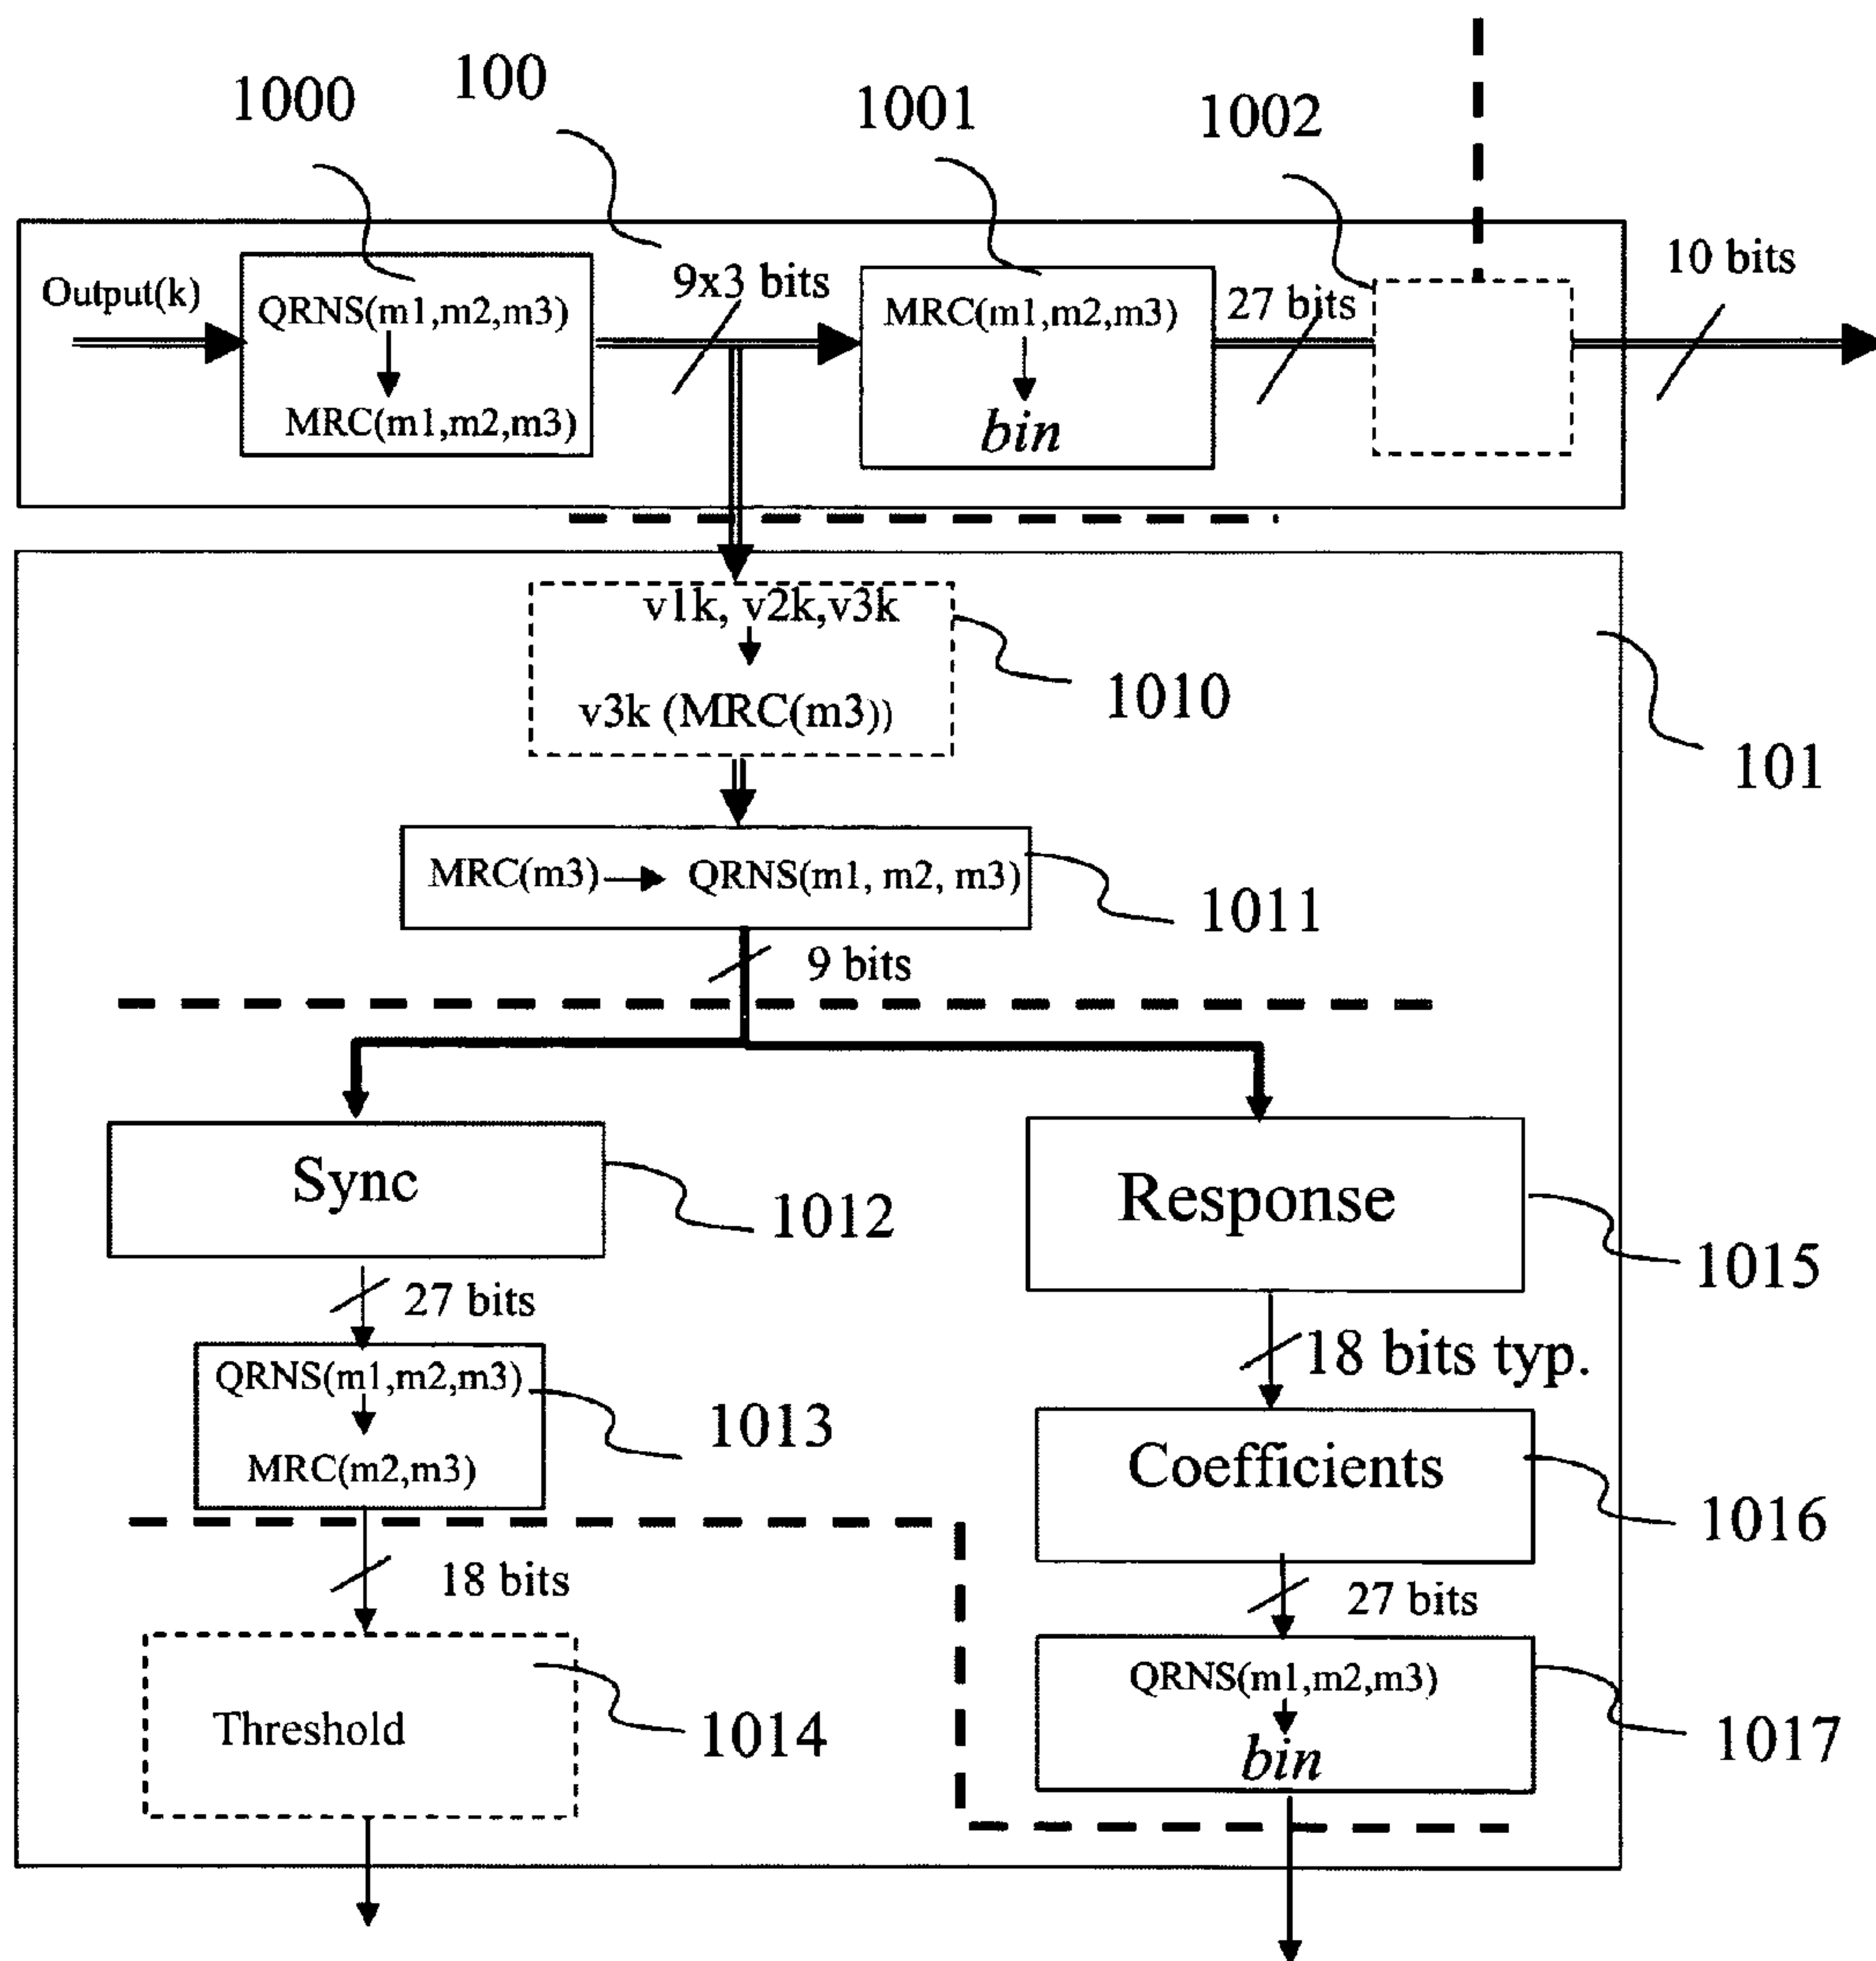 1000
100
1001
1002
Output(k)
QRNS(m1,m2,m3)
MRC(m1,m2,m3)
9x3 bits
MRC(m1,m2,m3)
bin
27 bits
10 bits
v1k, v2k,v3k
v3k (MRC(m3))
1010
101
MRC(m3)
QRNS(m1, m2, m3)
1011
9 bits
Sync
1012
Response
1015
27 bits
18 bits typ.
QRNS(m1,m2,m3)
MRC(m2,m3)
1013
Coefficients
1016
18 bits
27 bits
Threshold
1014
QRNS(m1,m2,m3)
bin
1017